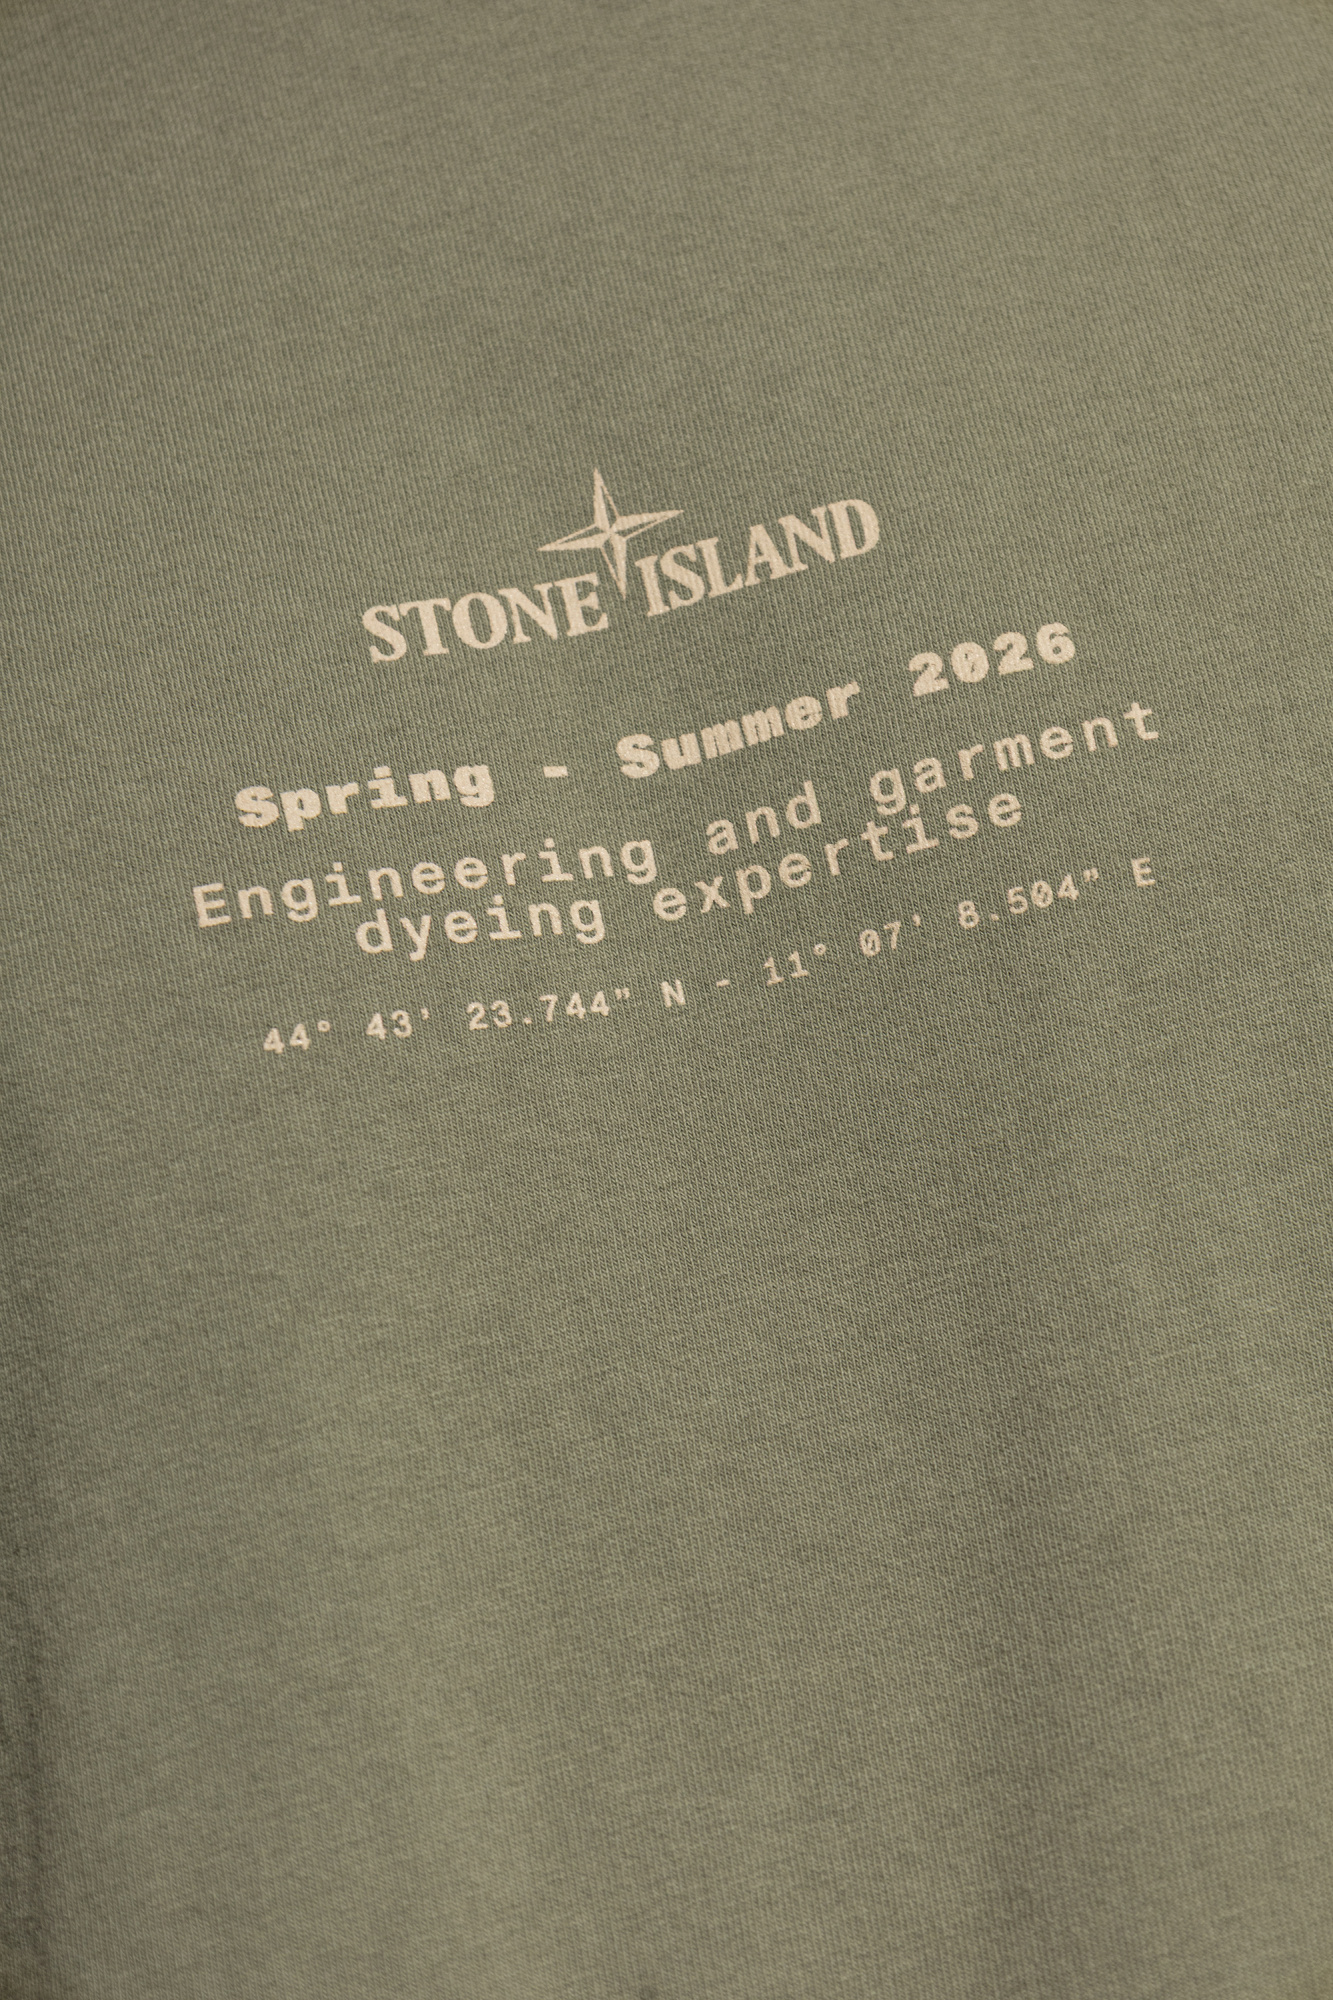 STONE ISLAND
Spring - Summer 2026
Engineering and garment
dyeing expertise
44° 43' 23.744" N - 11° 07' 8.504" E